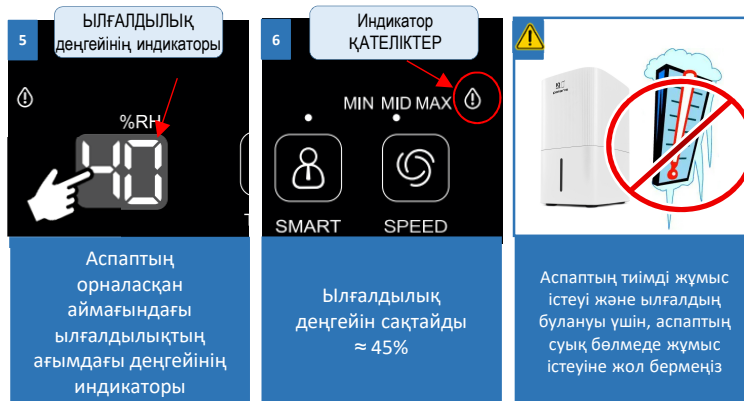 5
ЫЛҒАЛДЫЛЫҚ
деңгейінің индикаторы
%RH
40
Аспаптың
орналасқан
аймағындағы
ылғалдылықтың
ағымдағы деңгейінің
индикаторы
6
Индикатор
ҚАТЕЛІКТЕР
MIN MID MAX
SMART
SPEED
Ылғалдылық
деңгейін сақтайды
≈ 45%
Аспаптың тиімді жұмыс
істеуі және ылғалдың
булануы үшін, аспаптың
суық бөлмеде жұмыс
істеуіне жол бермеңіз